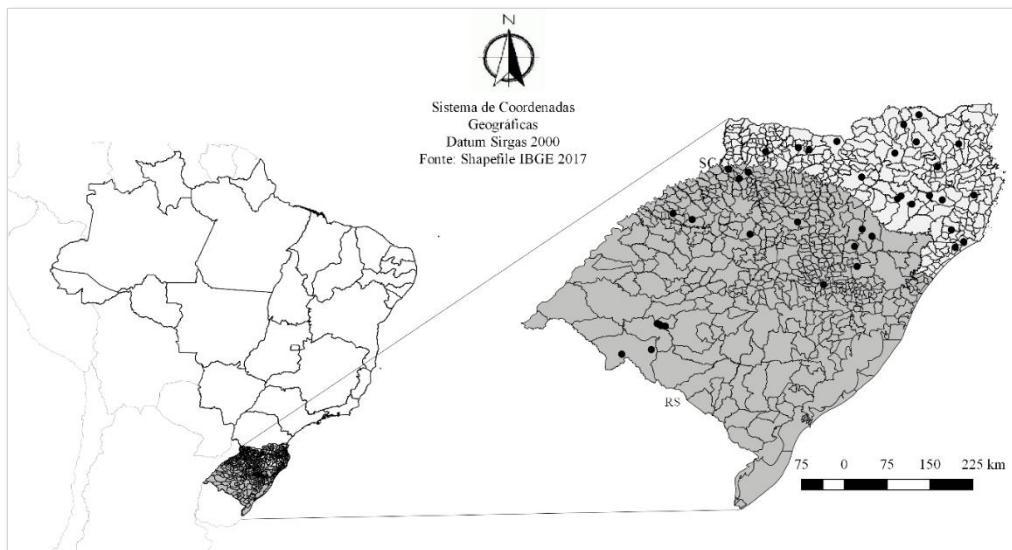 N
Sistema de Coordenadas
Geográficas
Datum Sirgas 2000
Fonte: Shapefile IBGE 2017
SC
RS
75 0 75 150 225 km